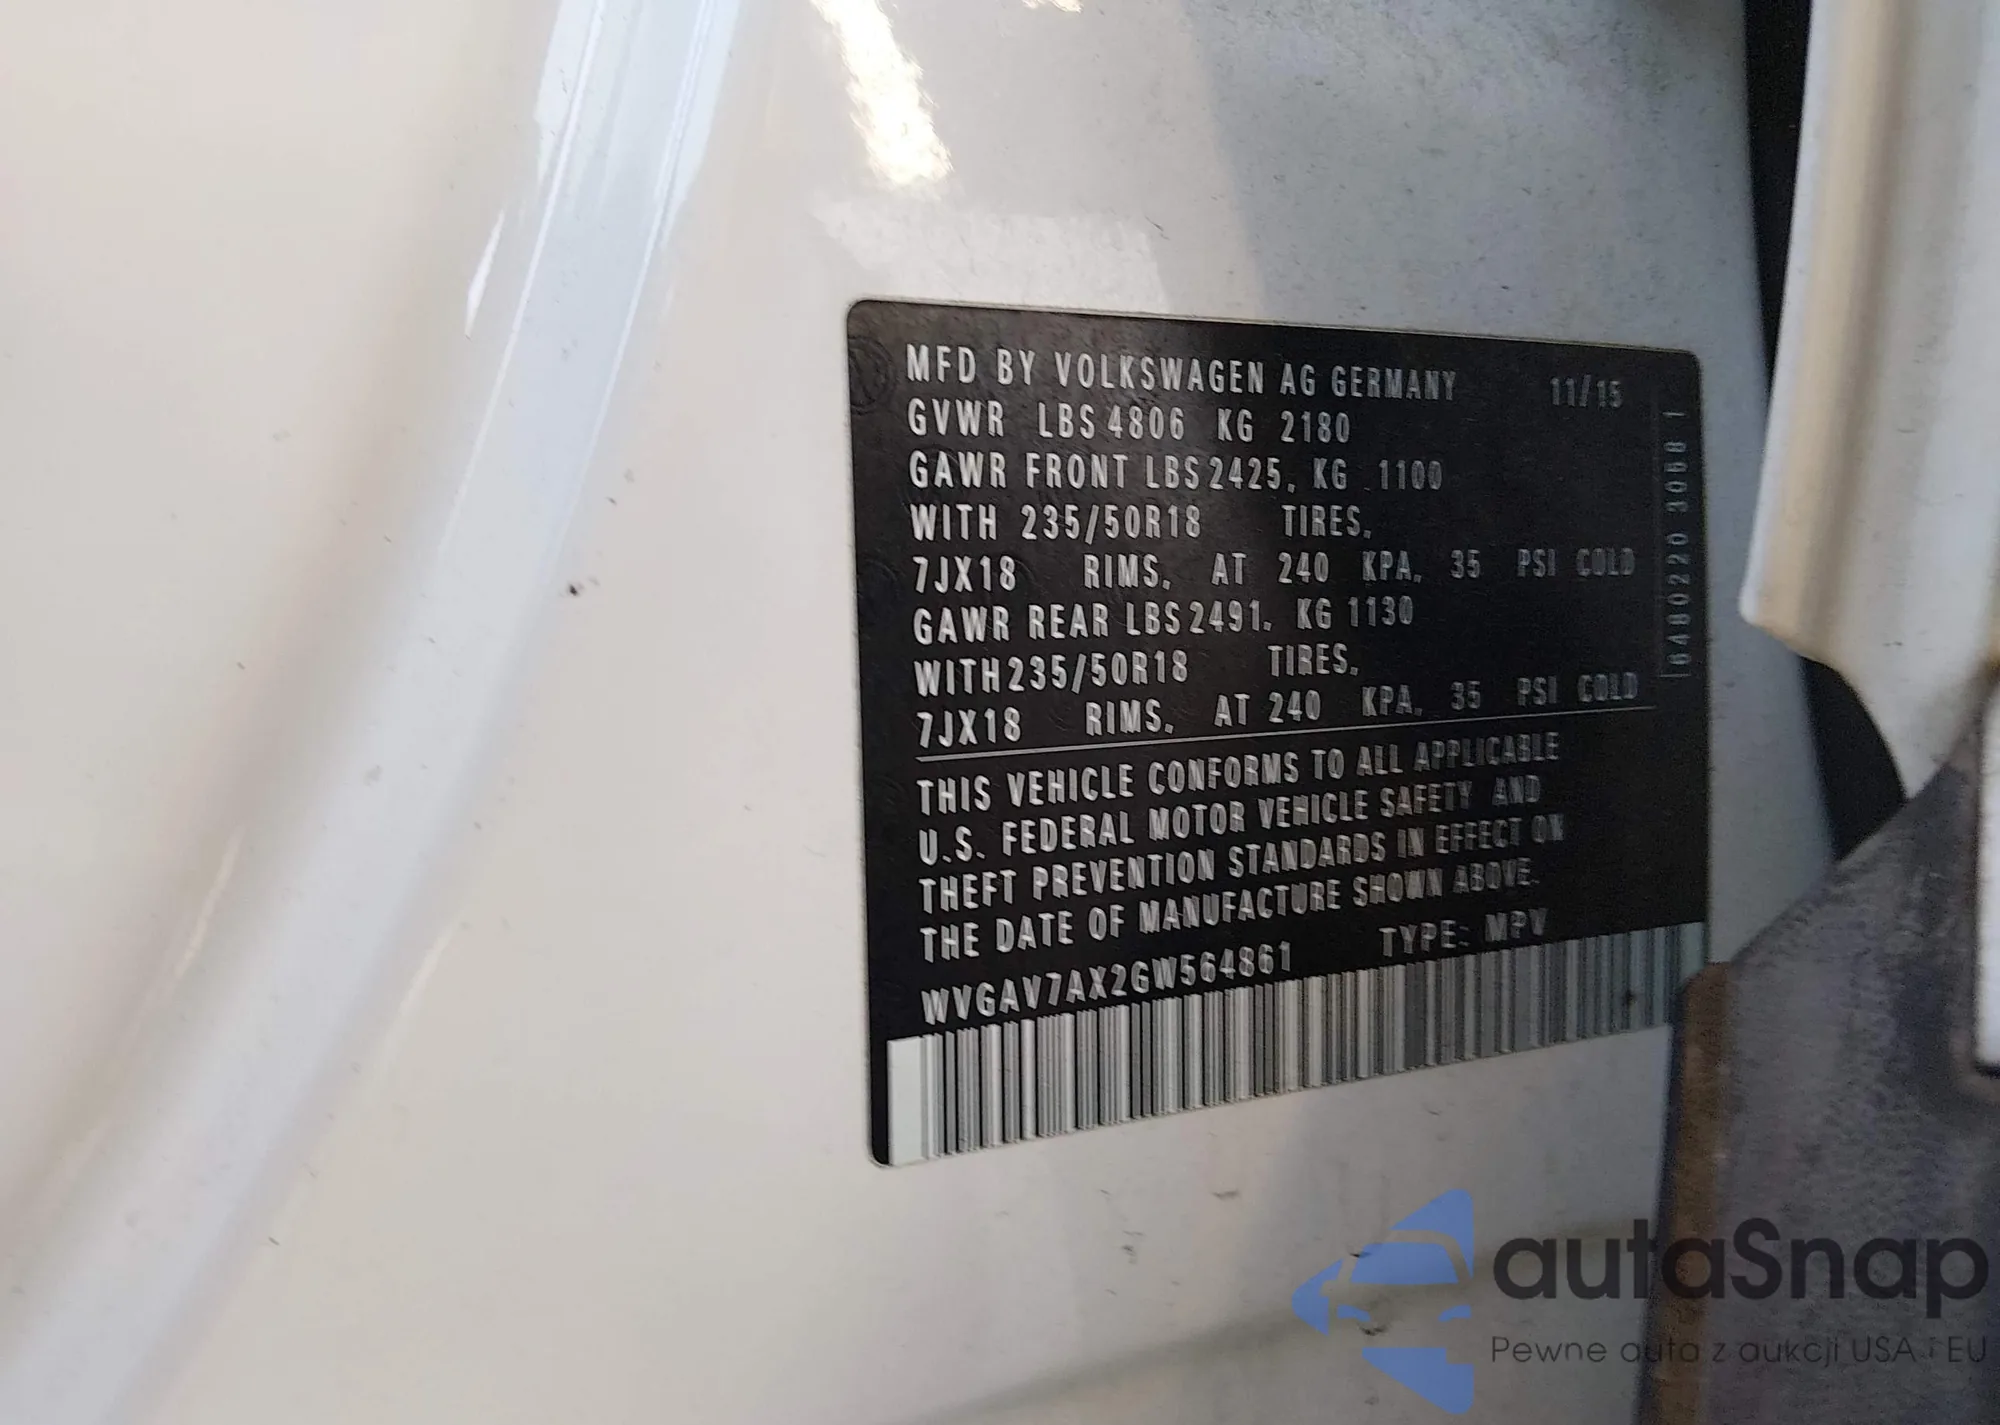 MFD BY VOLKSWAGEN AG GERMANY 11/15
GVWR LBS 4806 KG 2180
GAWR FRONT LBS 2425, KG 1100
WITH 235/50R18 TIRES,
7JX18 RIMS, AT 240 KPA, 35 PSI COLD
GAWR REAR LBS 2491, KG 1130
WITH 235/50R18 TIRES,
7JX18 RIMS, AT 240 KPA, 35 PSI COLD
THIS VEHICLE CONFORMS TO ALL APPLICABLE
U.S. FEDERAL MOTOR VEHICLE SAFETY AND
THEFT PREVENTION STANDARDS IN EFFECT ON
THE DATE OF MANUFACTURE SHOWN ABOVE.
WVGAV7AX2GW564861 TYPE: MPV
autaSnap
Pewne auta z aukcji USA i EU